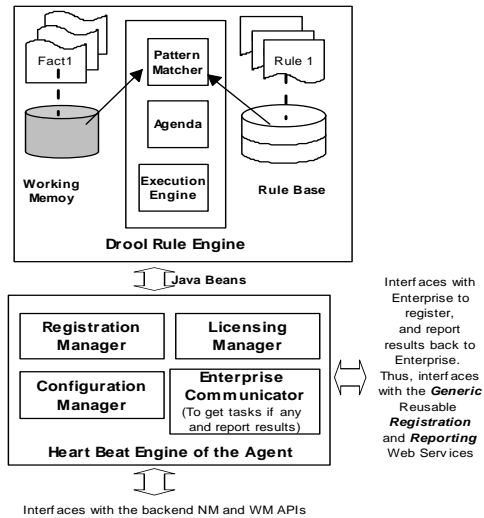 Fact1
Pattern
Matcher
Rule 1
Agenda
Execution
Engine
Working
Memoy
Rule Base
Drool Rule Engine
Java Beans
Registration
Manager
Licensing
Manager
Configuration
Manager
Enterprise
Communicator
(To get tasks if any
and report results)
Heart Beat Engine of the Agent
Interfaces with
Enterprise to
register,
and report
results back to
Enterprise.
Thus, interfaces
with the Generic
Reusable
Registration
and Reporting
Web Services
Interfaces with the backend NM and WM APIs